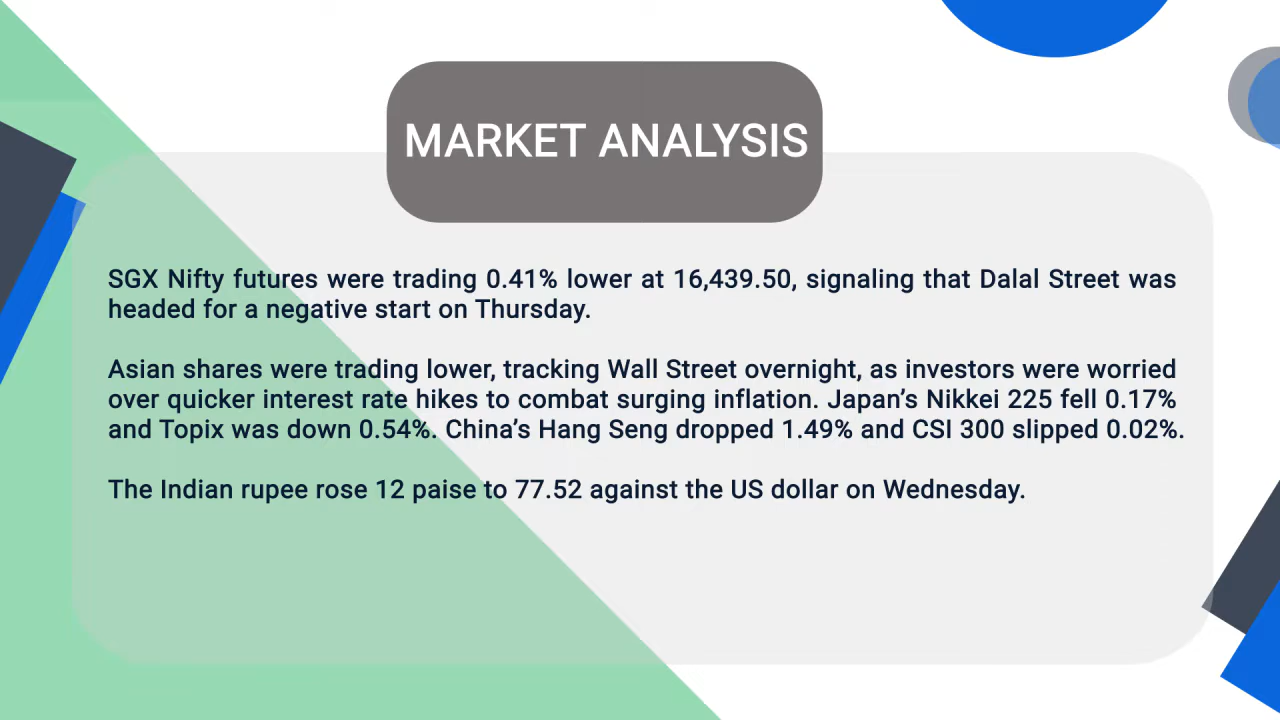 MARKET ANALYSIS
SGX Nifty futures were trading 0.41% lower at 16,439.50, signaling that Dalal Street was
headed for a negative start on Thursday.
Asian shares were trading lower, tracking Wall Street overnight, as investors were worried
over quicker interest rate hikes to combat surging inflation. Japan’s Nikkei 225 fell 0.17%
and Topix was down 0.54%. China’s Hang Seng dropped 1.49% and CSI 300 slipped 0.02%.
The Indian rupee rose 12 paise to 77.52 against the US dollar on Wednesday.